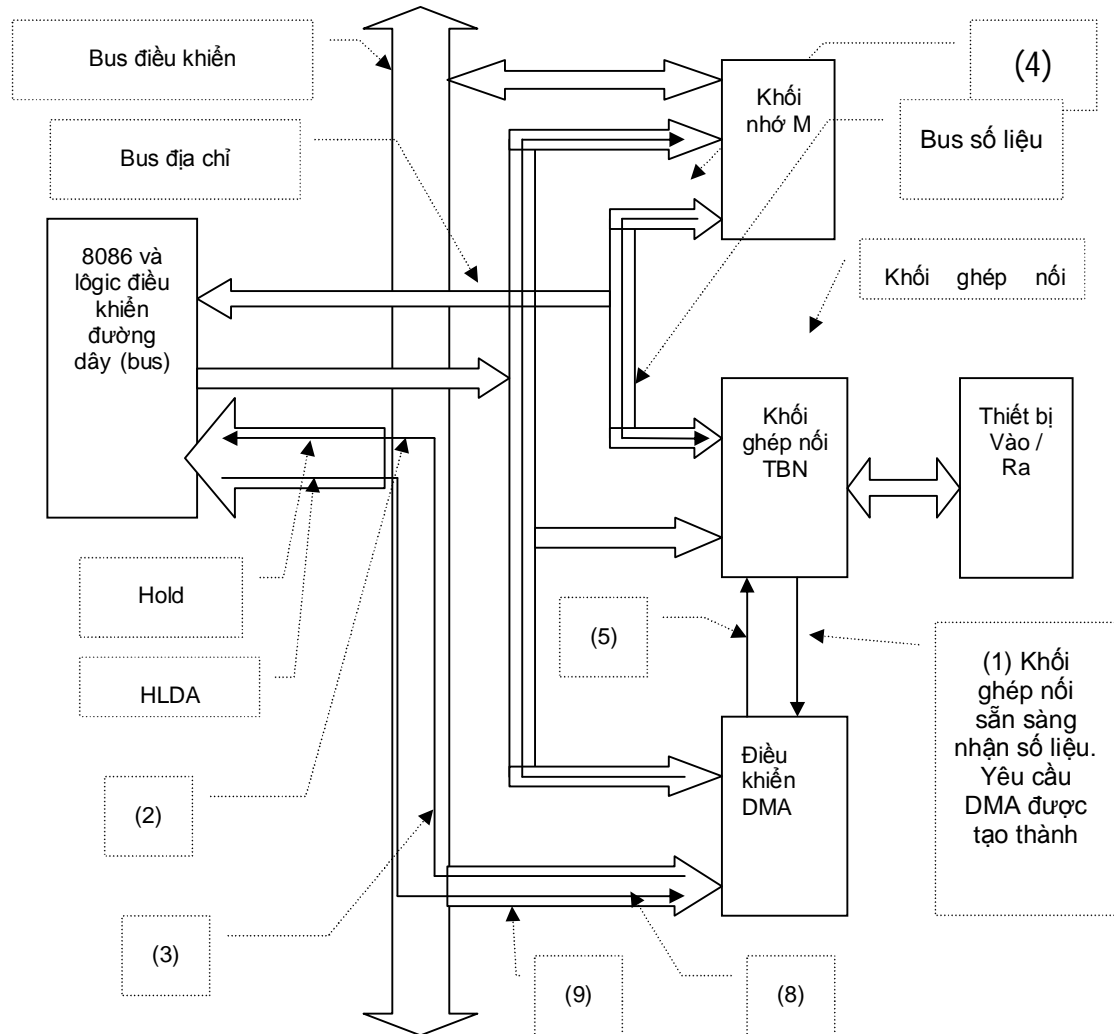 Bus điều khiển
(4)
Khối
nhớ M
Bus số liệu
Bus địa chỉ
8086 và
lôgic điều
khiển
đường
dây (bus)
Khối ghép nối
Khối
ghép nối
TBN
Thiết bị
Vào /
Ra
Hold
(5)
HLDA
(1) Khối
ghép nối
sẵn sàng
nhận số liệu.
Yêu cầu
DMA được
tạo thành
(2)
Điều
khiển
DMA
(3)
(9)
(8)